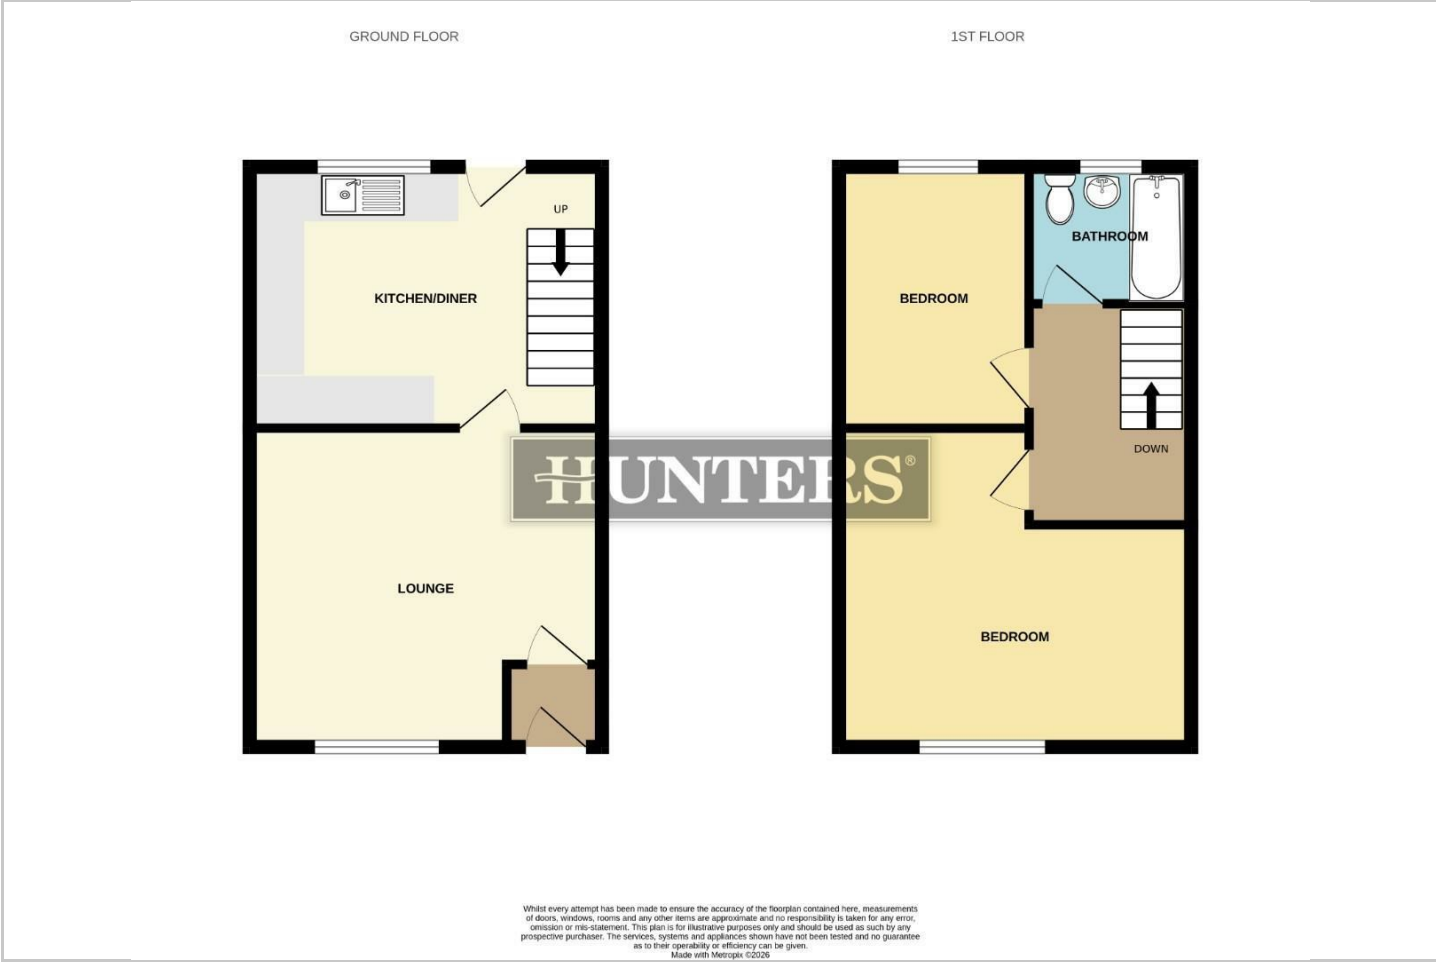 GROUND FLOOR
1ST FLOOR
UP
KITCHEN/DINER
LOUNGE
BATHROOM
BEDROOM
DOWN
BEDROOM
HUNTERS®
Whilst every attempt has been made to ensure the accuracy of the floorplan contained here, measurements
of doors, windows, rooms and any other items are approximate and no responsibility is taken for any error,
omission or mis-statement. This plan is for illustrative purposes only and should be used as such by any
prospective purchaser. The services, systems and appliances shown have not been tested and no guarantee
as to their operability or efficiency can be given.
Made with Metropix ©2026